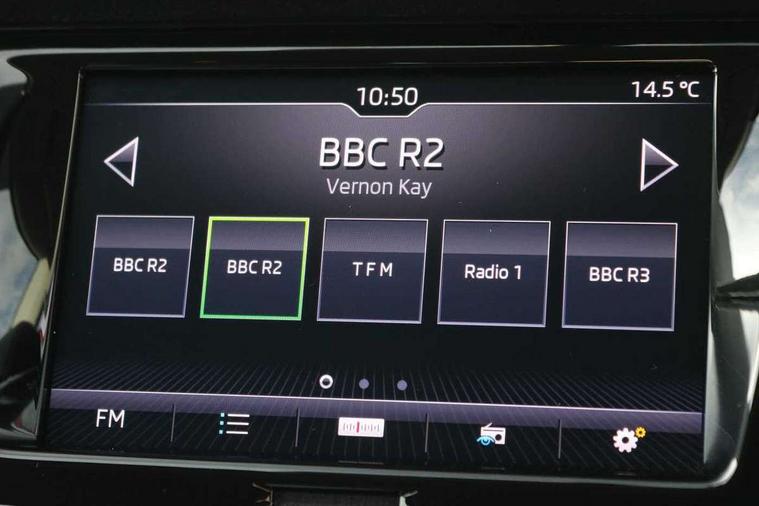 10:50
14.5 °C
BBC R2
Vernon Kay
BBC R2
BBC R2
T F M
Radio 1
BBC R3
FM